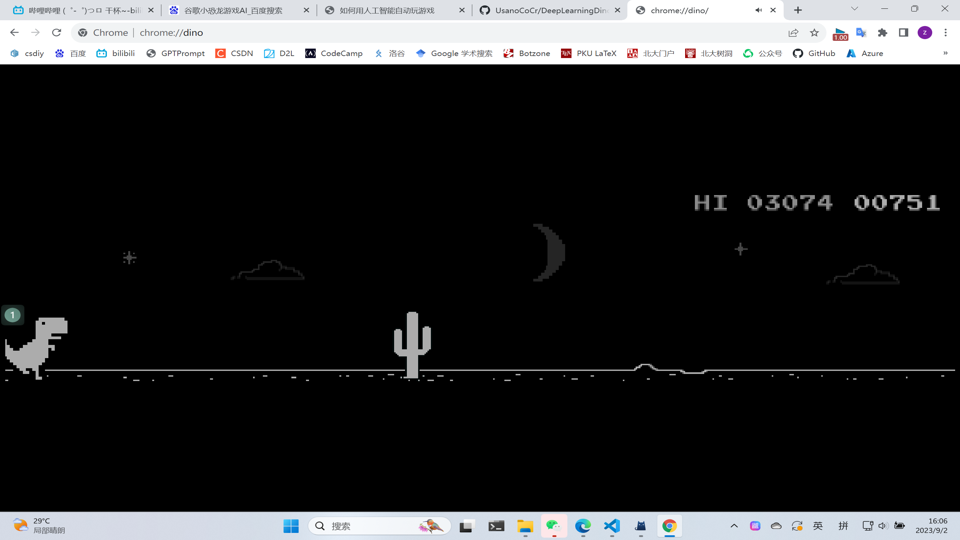 哔哩哔哩 (゜-゜)つロ 干杯~-bili
谷歌小恐龙游戏AI_百度搜索
如何用人工智能自动玩游戏
UsanoCoCr/DeepLearningDin
chrome://dino/
Chrome | chrome://dino
1.00
z
csdiy
百度
bilibili
GPTPrompt
CSDN
D2L
CodeCamp
洛谷
Google 学术搜索
Botzone
PKU LaTeX
北大门户
北大树洞
公众号
GitHub
Azure
»
HI 03074 00751
1
29°C
局部晴朗
搜索
英
拼
16:06
2023/9/2